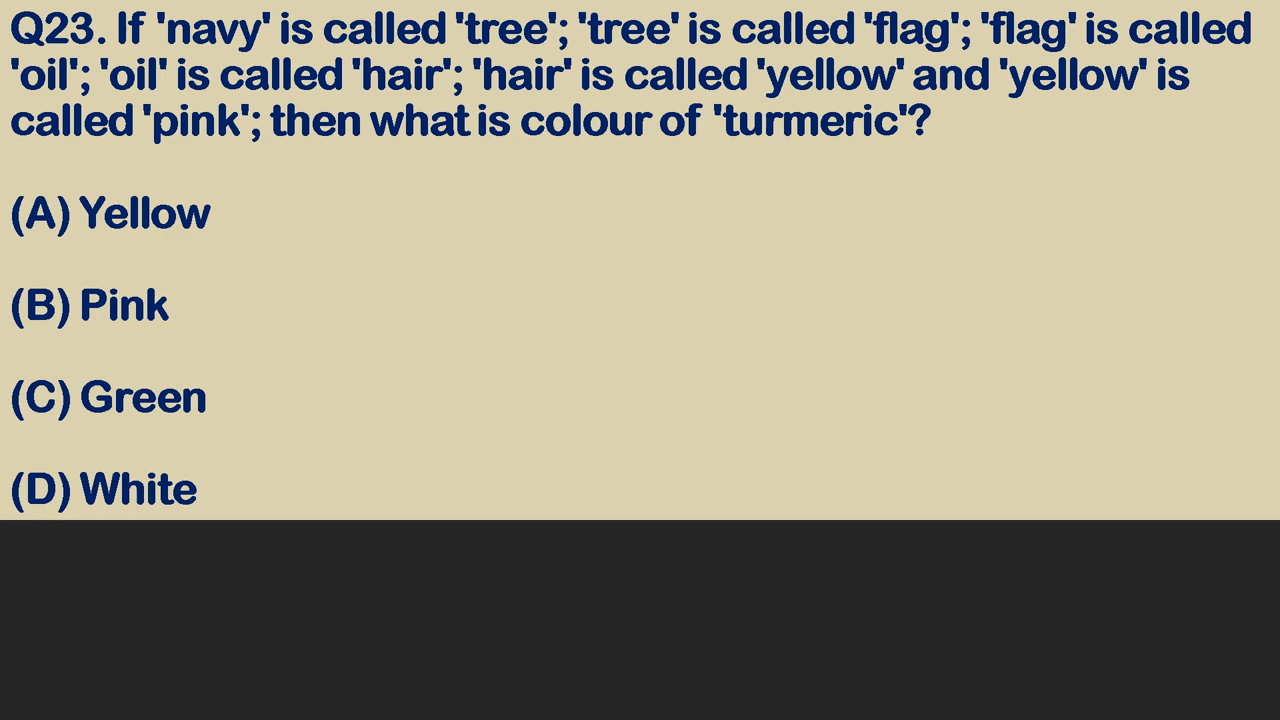 Q23. If 'navy' is called 'tree'; 'tree' is called 'flag'; 'flag' is called
'oil'; 'oil' is called 'hair'; 'hair' is called 'yellow' and 'yellow' is
called 'pink'; then what is colour of 'turmeric'?
(A) Yellow
(B) Pink
(C) Green
(D) White